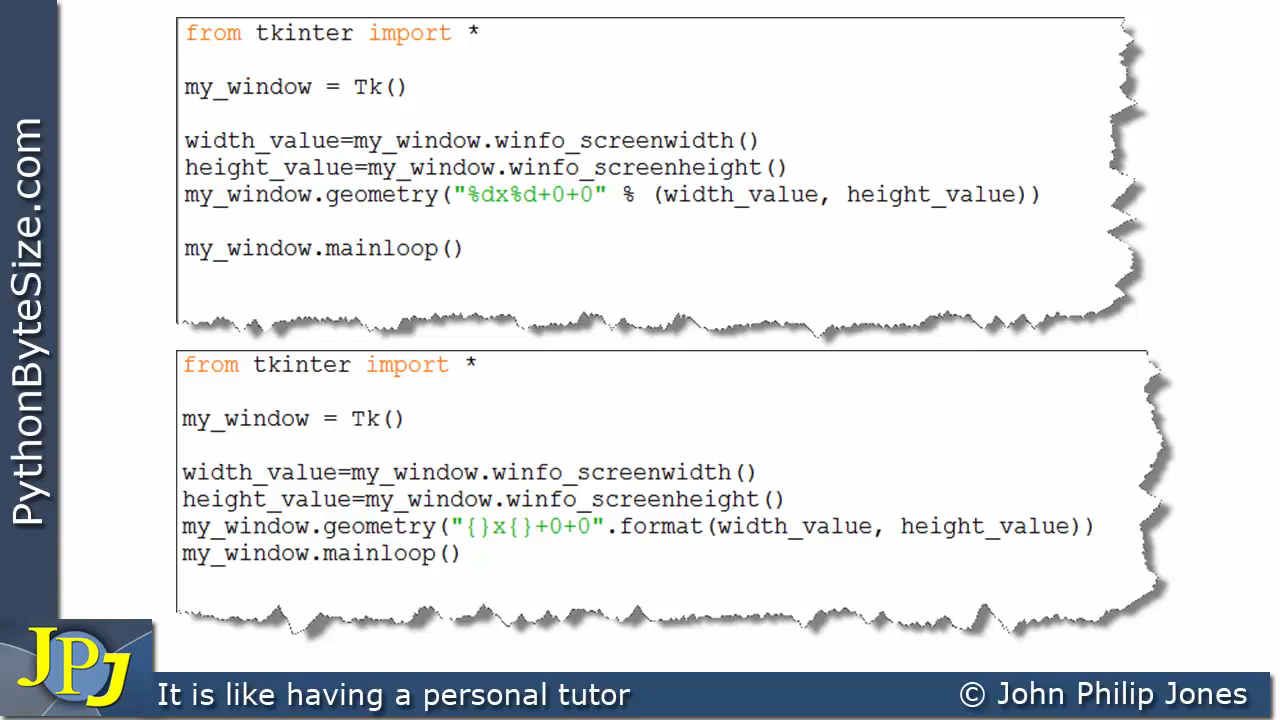 PythonByteSize.com
from tkinter import *
my_window = Tk()
width_value=my_window.winfo_screenwidth()
height_value=my_window.winfo_screenheight()
my_window.geometry("%dx%d+0+0" % (width_value, height_value))
my_window.mainloop()
from tkinter import *
my_window = Tk()
width_value=my_window.winfo_screenwidth()
height_value=my_window.winfo_screenheight()
my_window.geometry("{}x{}+0+0".format(width_value, height_value))
my_window.mainloop()
JPJ
It is like having a personal tutor
© John Philip Jones